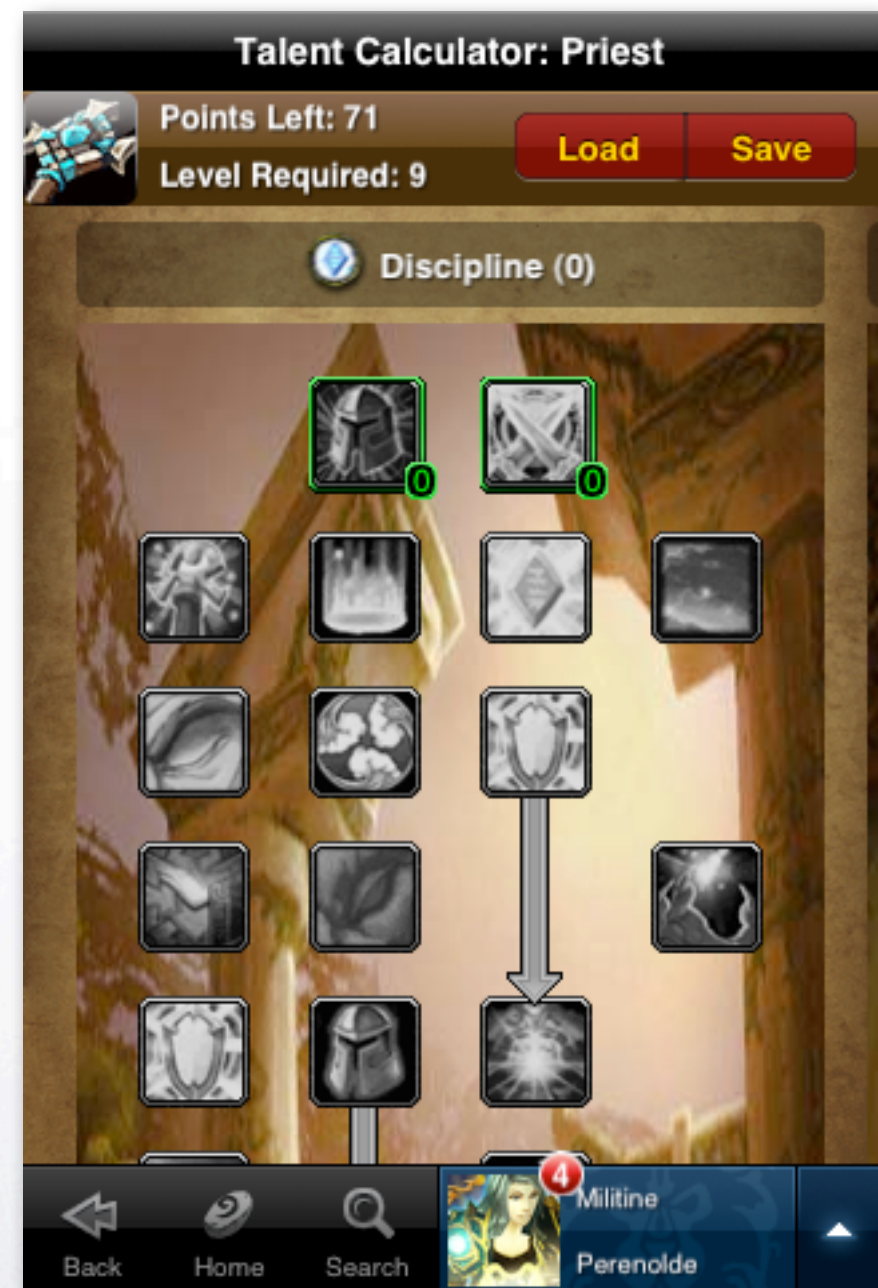 Talent Calculator: Priest
Points Left: 71
Level Required: 9
Load
Save
Discipline (0)
0
0
4
Militine
Perenolde
Back
Home
Search